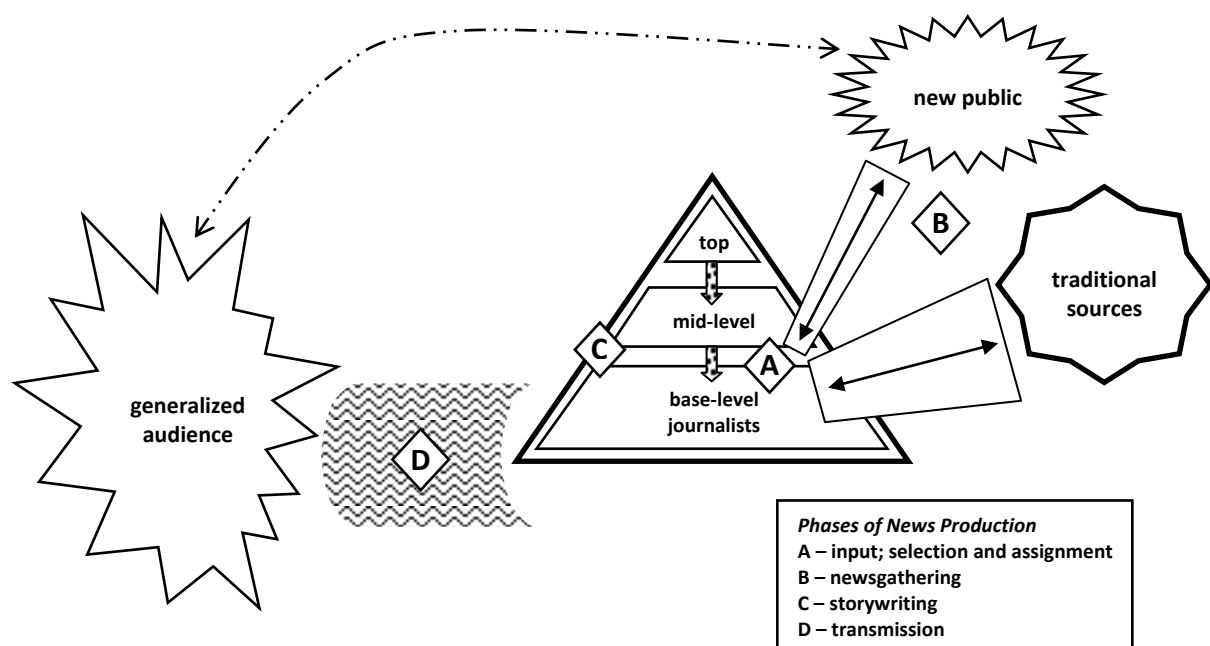 new public
B
top
traditional
sources
mid-level
C
A
base-level
journalists
generalized
audience
D
Phases of News Production
A – input; selection and assignment
B – newsgathering
C – storywriting
D – transmission